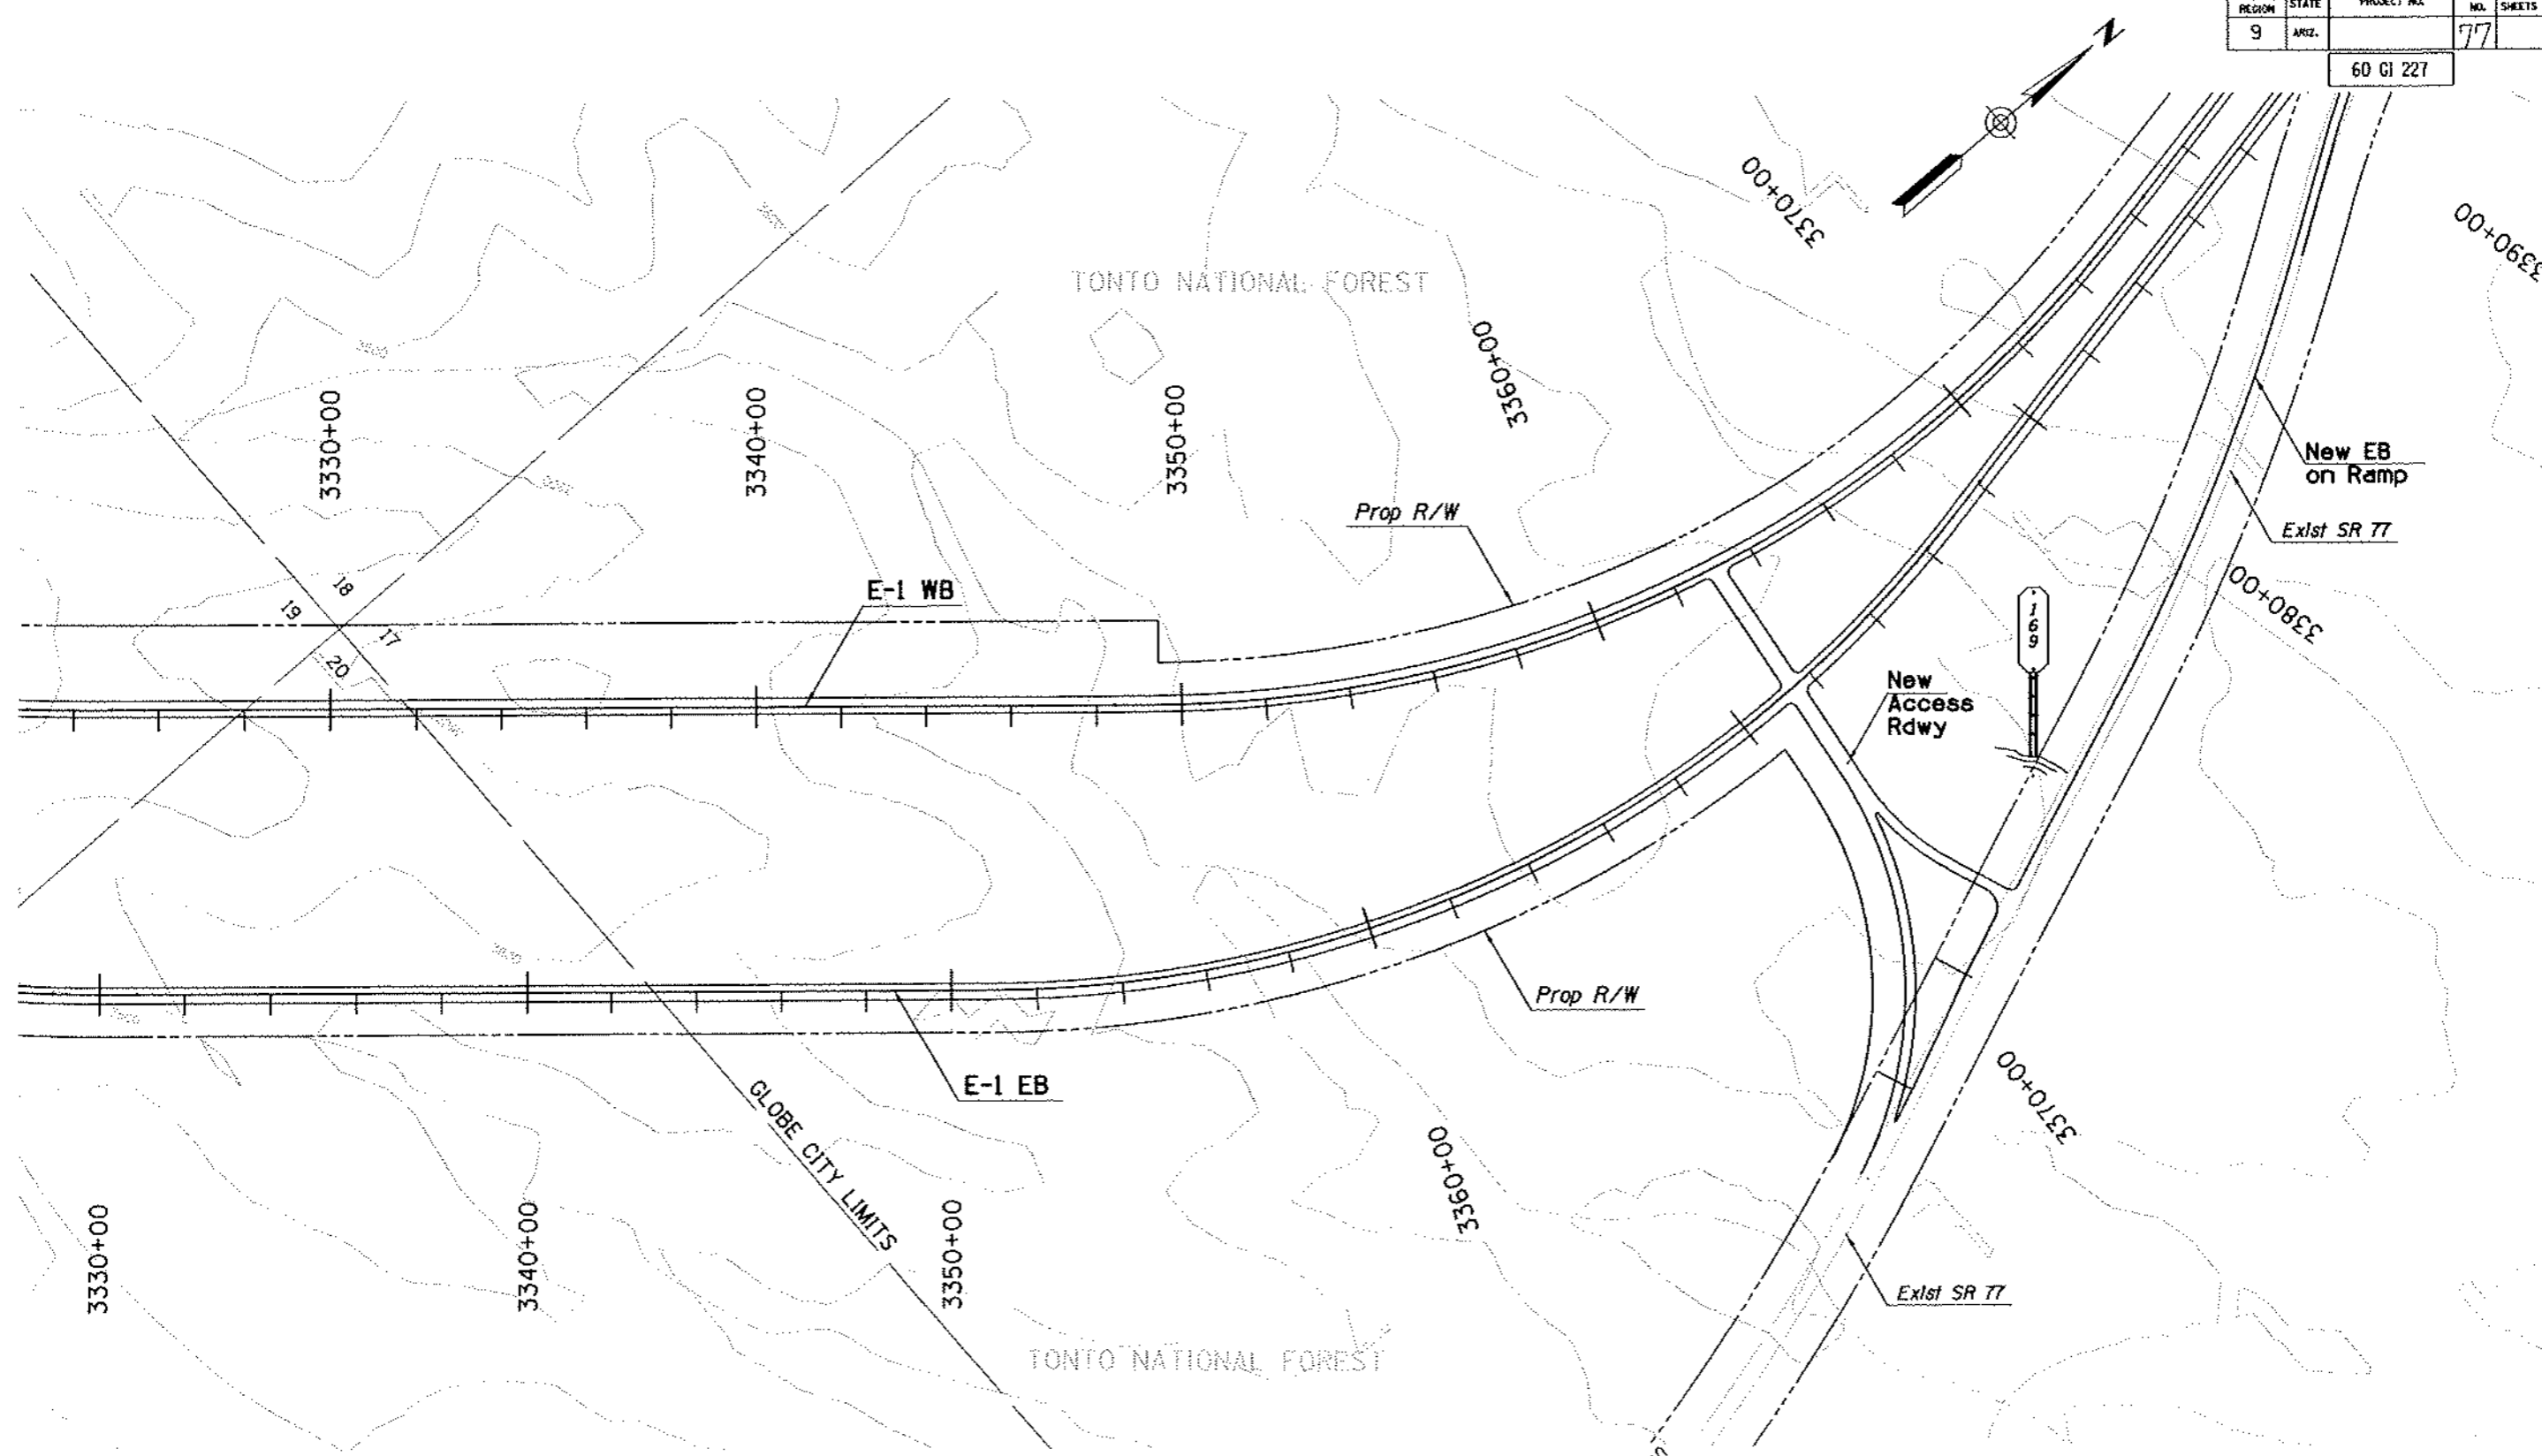 REGION STATE PROJECT NO. NO. SHEETS
9 ARIZ. 77
60 GI 227
N
3370+00
3390+00
TONTO NATIONAL FOREST
3360+00
3330+00
3340+00
3350+00
New EB
on Ramp
Prop R/W
Exist SR 77
18
19
17
20
E-1 WB
3380+00
169
New
Access
Rdwy
Prop R/W
E-1 EB
GLOBE CITY LIMITS
3370+00
3360+00
3330+00
3340+00
3350+00
Exist SR 77
TONTO NATIONAL FOREST